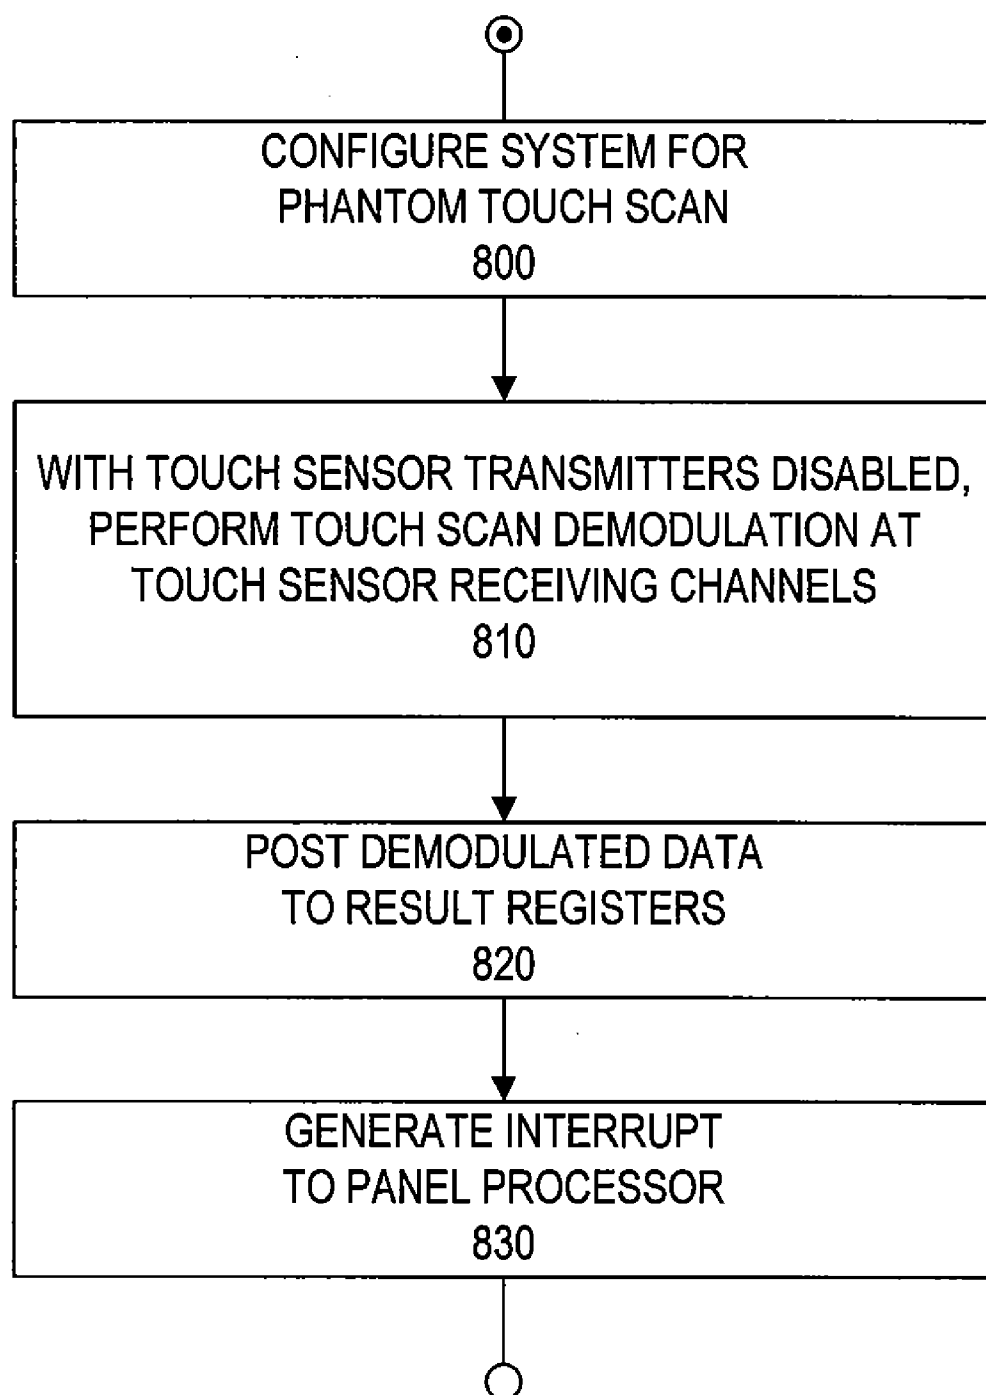 CONFIGURE SYSTEM FOR
PHANTOM TOUCH SCAN
800
WITH TOUCH SENSOR TRANSMITTERS DISABLED,
PERFORM TOUCH SCAN DEMODULATION AT
TOUCH SENSOR RECEIVING CHANNELS
810
POST DEMODULATED DATA
TO RESULT REGISTERS
820
GENERATE INTERRUPT
TO PANEL PROCESSOR
830